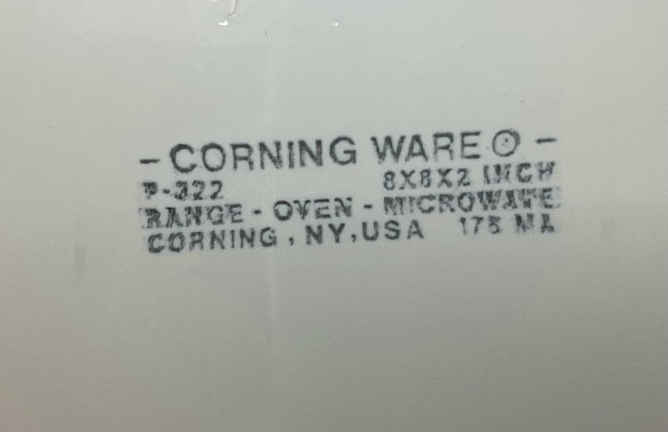 - CORNING WARE ® -
P-322 8X8X2 INCH
RANGE - OVEN - MICROWAVE
CORNING, NY, USA 175 MA